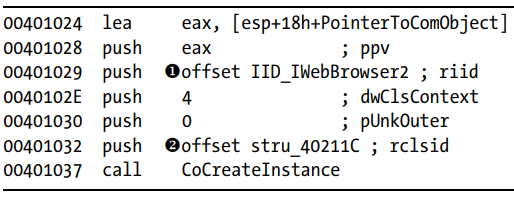 00401024 lea eax, [esp+18h+PointerToComObject]
00401028 push eax ; ppv
00401029 push ❶offset IID_IWebBrowser2 ; riid
0040102E push 4 ; dwClsContext
00401030 push 0 ; pUnkOuter
00401032 push ❷offset stru_40211C ; rclsid
00401037 call CoCreateInstance